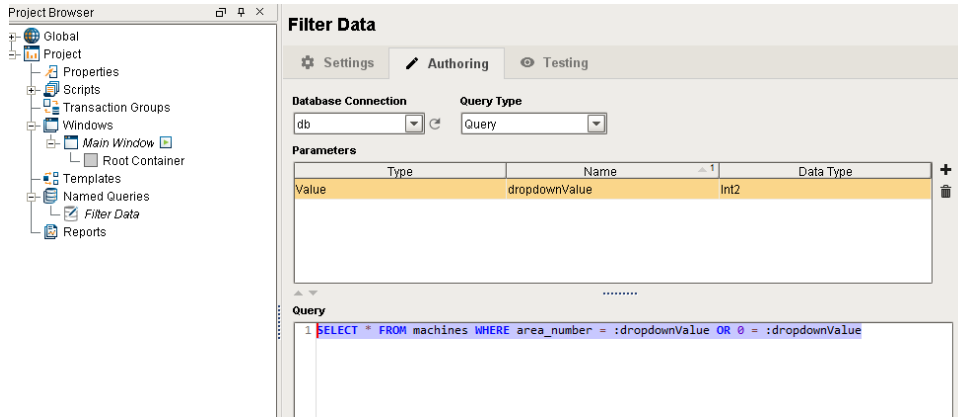 Project Browser
Global
Project
Properties
Scripts
Transaction Groups
Windows
Main Window
Root Container
Templates
Named Queries
Filter Data
Reports
Filter Data
Settings Authoring Testing
Database Connection Query Type
db Query
Parameters
Type Name 1 Data Type
Value dropdownValue Int2
Query
1 SELECT * FROM machines WHERE area_number = :dropdownValue OR 0 = :dropdownValue